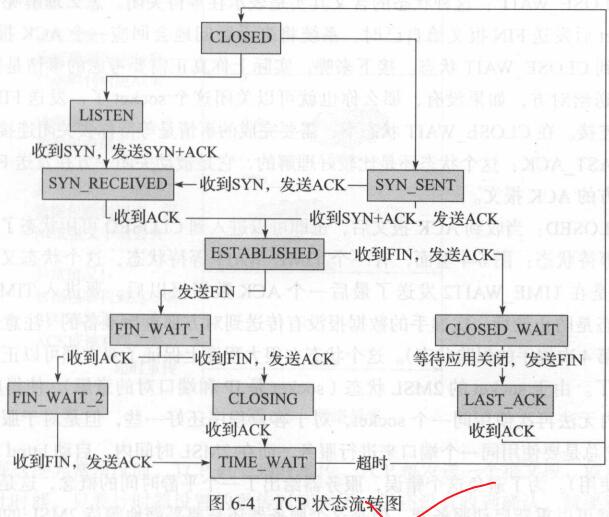 CLOSED
LISTEN
收到SYN，发送SYN+ACK
SYN_RECEIVED
收到SYN，发送ACK
SYN_SENT
收到ACK
收到SYN+ACK，发送ACK
ESTABLISHED
收到FIN，发送ACK
发送FIN
FIN_WAIT_1
CLOSED_WAIT
收到ACK
收到FIN，发送ACK
等待应用关闭，发送FIN
FIN_WAIT_2
CLOSING
LAST_ACK
收到ACK
收到ACK
收到FIN，发送ACK
TIME_WAIT
超时
图 6-4 TCP 状态流转图